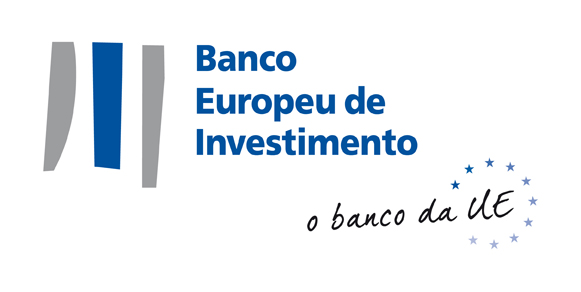 Banco
Europeu de
Investimento
o banco da UE